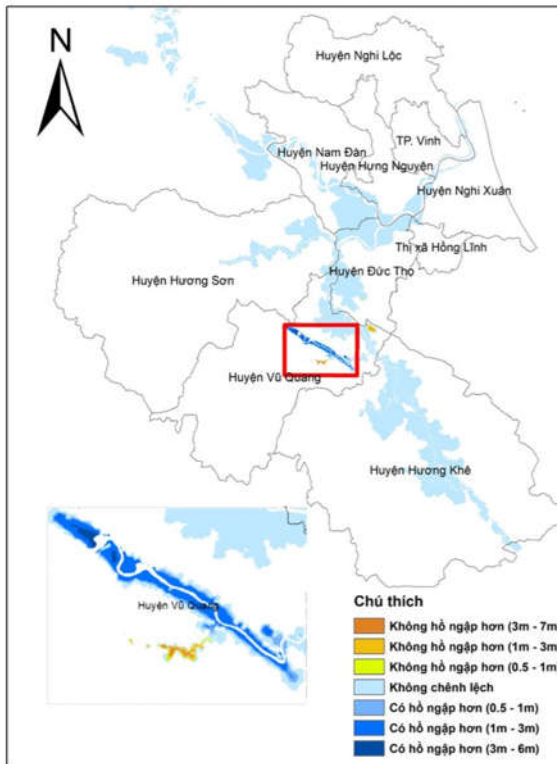 N
Huyện Nghi Lộc
TP. Vinh
Huyện Nam Đàn
Huyện Hưng Nguyên
Huyện Nghi Xuân
Thị xã Hồng Lĩnh
Huyện Đức Thọ
Huyện Hương Sơn
Huyện Vũ Quang
Huyện Hương Khê
Huyện Vũ Quang
Chú thích
Không hồ ngập hơn (3m - 7m)
Không hồ ngập hơn (1m - 3m)
Không hồ ngập hơn (0.5 - 1m)
Không chênh lệch
Có hồ ngập hơn (0.5 - 1m)
Có hồ ngập hơn (1m - 3m)
Có hồ ngập hơn (3m - 6m)